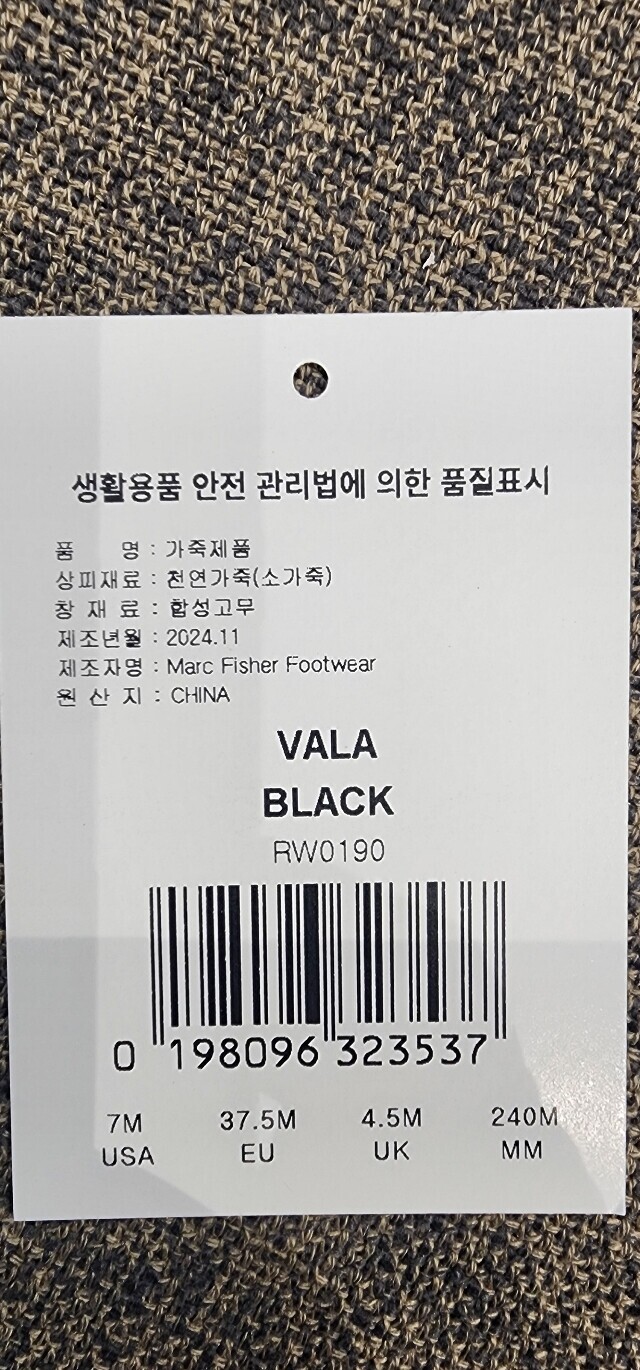 생활용품 안전 관리법에 의한 품질표시
품 명 : 가죽제품
상피재료 : 천연가죽(소가죽)
창 재 료 : 합성고무
제조년월 : 2024.11
제조자명 : Marc Fisher Footwear
원 산 지 : CHINA
VALA
BLACK
RW0190
0 198096 323537
7M 37.5M 4.5M 240M
USA EU UK MM